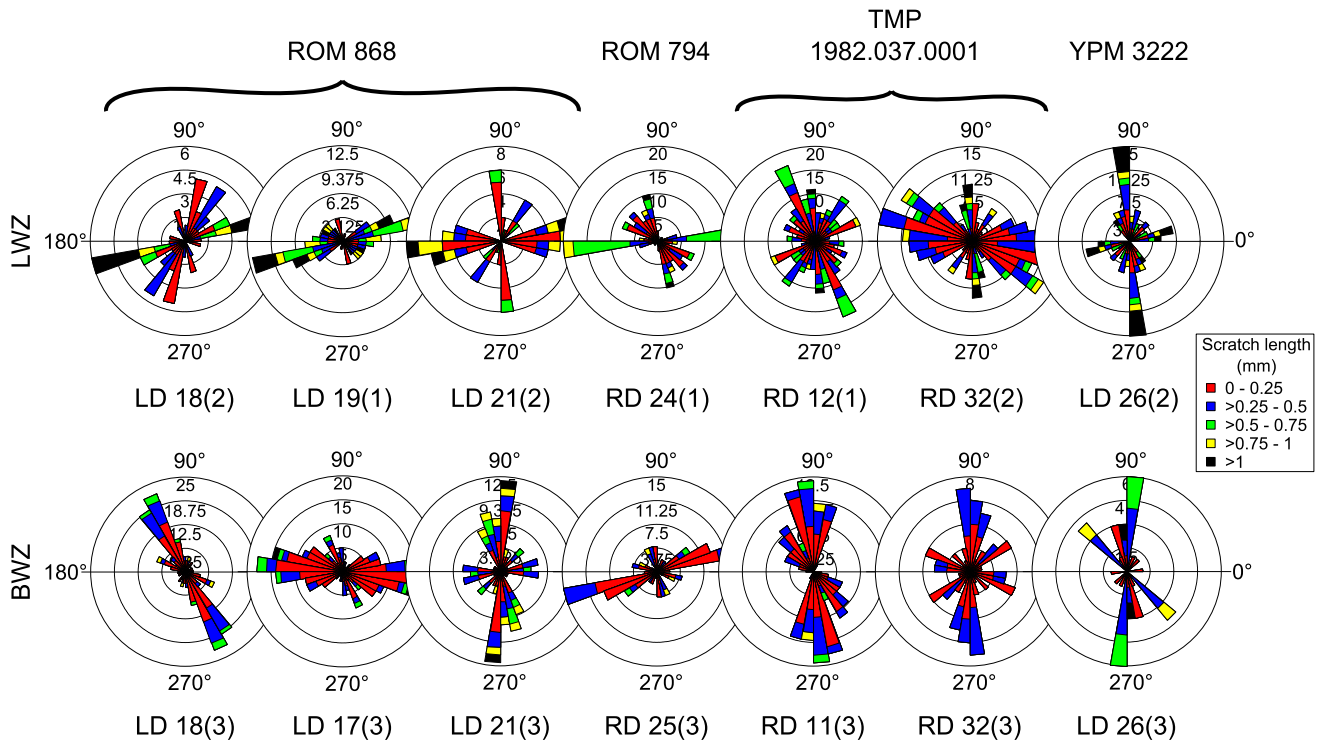 TMP
ROM 868 ROM 794 1982.037.0001 YPM 3222
90° 90° 90° 90° 90° 90° 90°
6 12.5 8 20 20 15
4.5 9.375 15 15 11.25
3 6.25 10
LWZ 180° 0°
270° 270° 270° 270° 270° 270° 270°
LD 18(2) LD 19(1) LD 21(2) RD 24(1) RD 12(1) RD 32(2) LD 26(2)
Scratch length
(mm)
0 - 0.25
>0.25 - 0.5
>0.5 - 0.75
>0.75 - 1
>1
90° 90° 90° 90° 90° 90° 90°
25 20 15 8
18.75 15 11.25
12.5 10 7.5 4
BWZ 180° 0°
270° 270° 270° 270° 270° 270° 270°
LD 18(3) LD 17(3) LD 21(3) RD 25(3) RD 11(3) RD 32(3) LD 26(3)